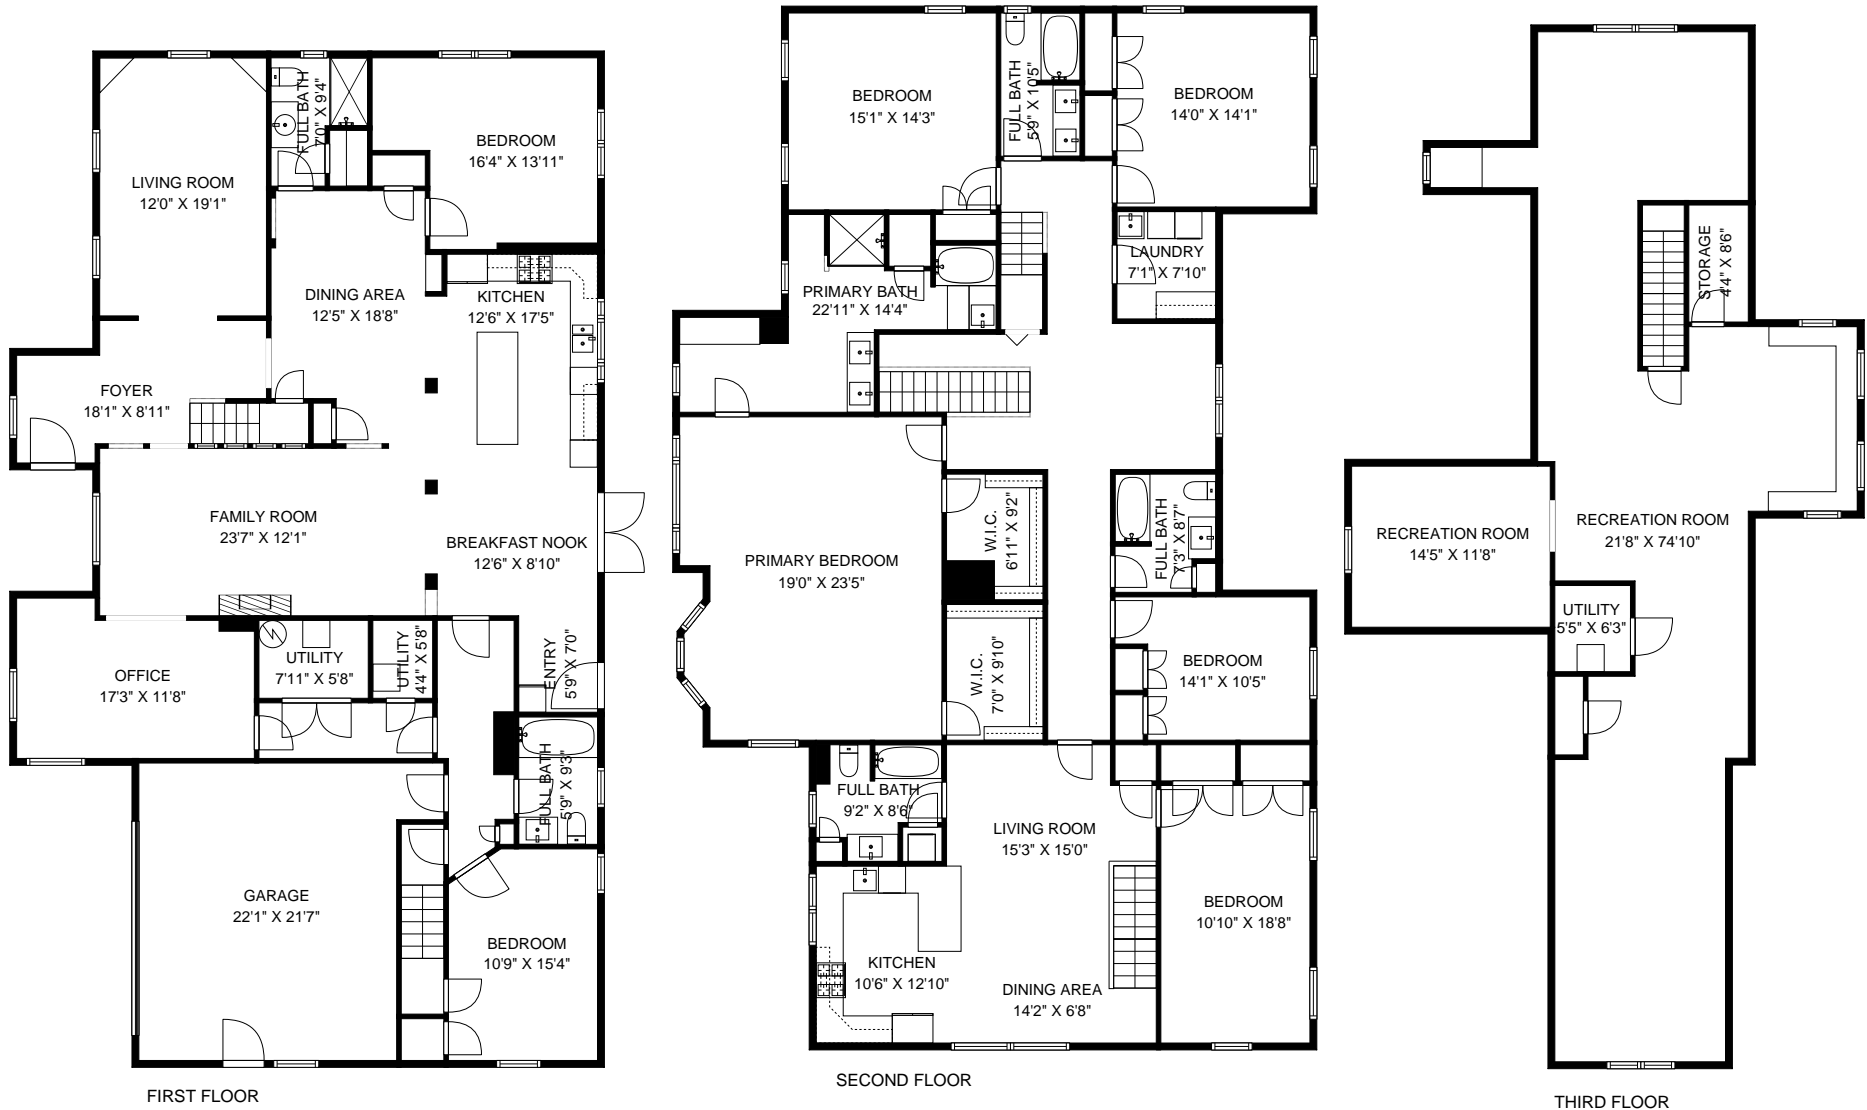 LIVING ROOM
12'0" X 19'1"
FULL BATH
7'0" X 9'4"
BEDROOM
16'4" X 13'11"
DINING AREA
12'5" X 18'8"
KITCHEN
12'6" X 17'5"
FOYER
18'1" X 8'11"
FAMILY ROOM
23'7" X 12'1"
BREAKFAST NOOK
12'6" X 8'10"
OFFICE
17'3" X 11'8"
UTILITY
7'11" X 5'8"
UTILITY
4'4" X 5'8"
ENTRY
5'9" X 7'0"
FULL BATH
5'9" X 9'3"
GARAGE
22'1" X 21'7"
BEDROOM
10'9" X 15'4"
FIRST FLOOR
BEDROOM
15'1" X 14'3"
FULL BATH
5'9" X 10'5"
BEDROOM
14'0" X 14'1"
LAUNDRY
7'1" X 7'10"
PRIMARY BATH
22'11" X 14'4"
W.I.C.
6'11" X 9'2"
FULL BATH
7'3" X 8'7"
PRIMARY BEDROOM
19'0" X 23'5"
W.I.C.
7'0" X 9'10"
BEDROOM
14'1" X 10'5"
FULL BATH
9'2" X 8'6"
LIVING ROOM
15'3" X 15'0"
BEDROOM
10'10" X 18'8"
KITCHEN
10'6" X 12'10"
DINING AREA
14'2" X 6'8"
SECOND FLOOR
STORAGE
4'4" X 8'6"
RECREATION ROOM
14'5" X 11'8"
RECREATION ROOM
21'8" X 74'10"
UTILITY
5'5" X 6'3"
THIRD FLOOR